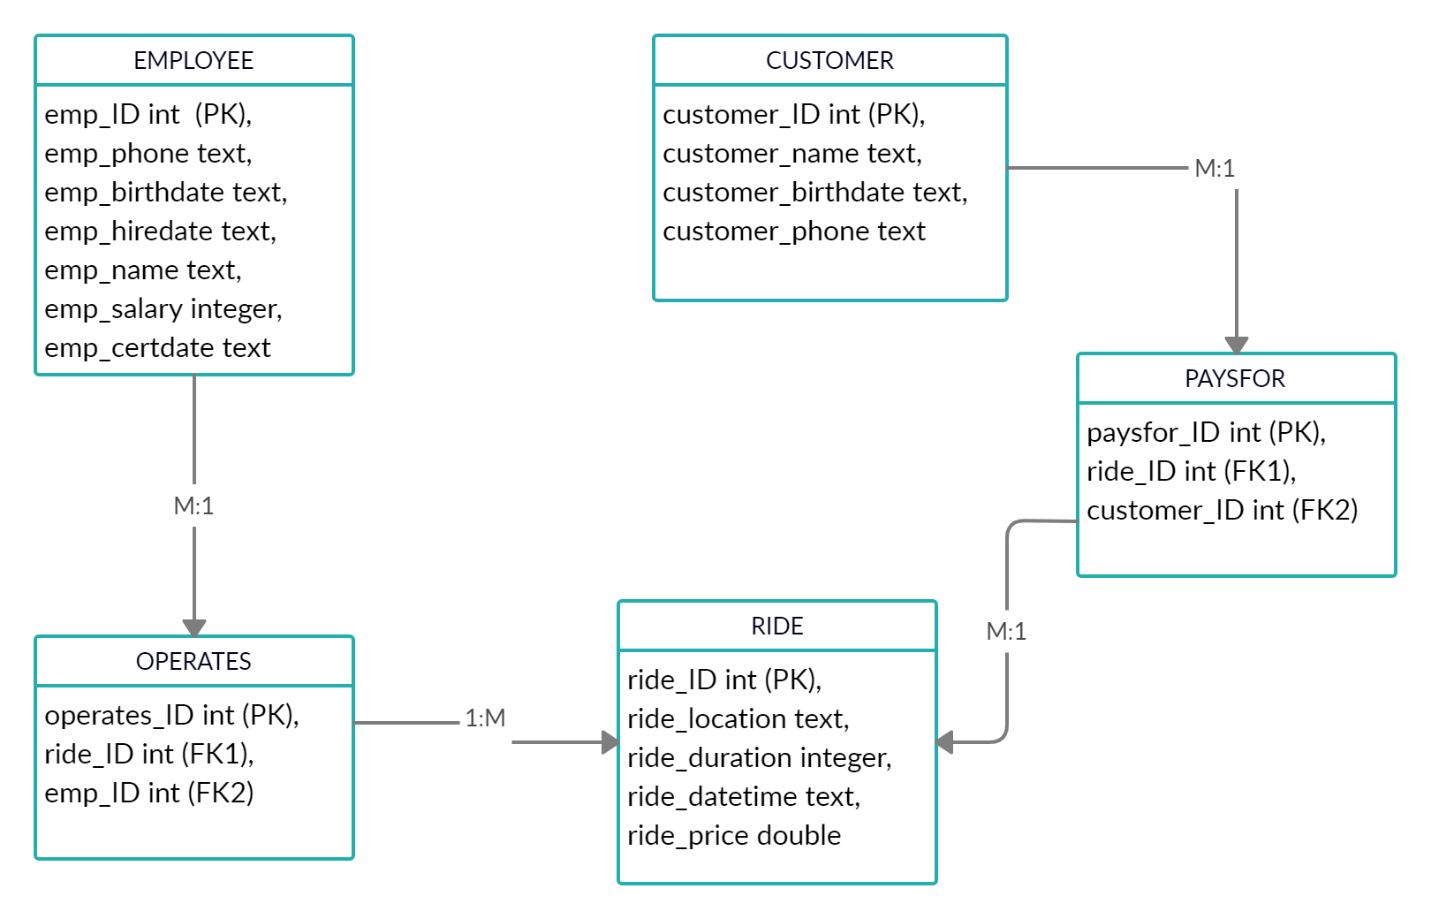 EMPLOYEE
emp_ID int  (PK),
emp_phone text,
emp_birthdate text,
emp_hiredate text,
emp_name text,
emp_salary integer,
emp_certdate text
CUSTOMER
customer_ID int (PK),
customer_name text,
customer_birthdate text,
customer_phone text
M:1
PAYSFOR
paysfor_ID int (PK),
ride_ID int (FK1),
customer_ID int (FK2)
M:1
M:1
OPERATES
operates_ID int (PK),
ride_ID int (FK1),
emp_ID int (FK2)
1:M
RIDE
ride_ID int (PK),
ride_location text,
ride_duration integer,
ride_datetime text,
ride_price double